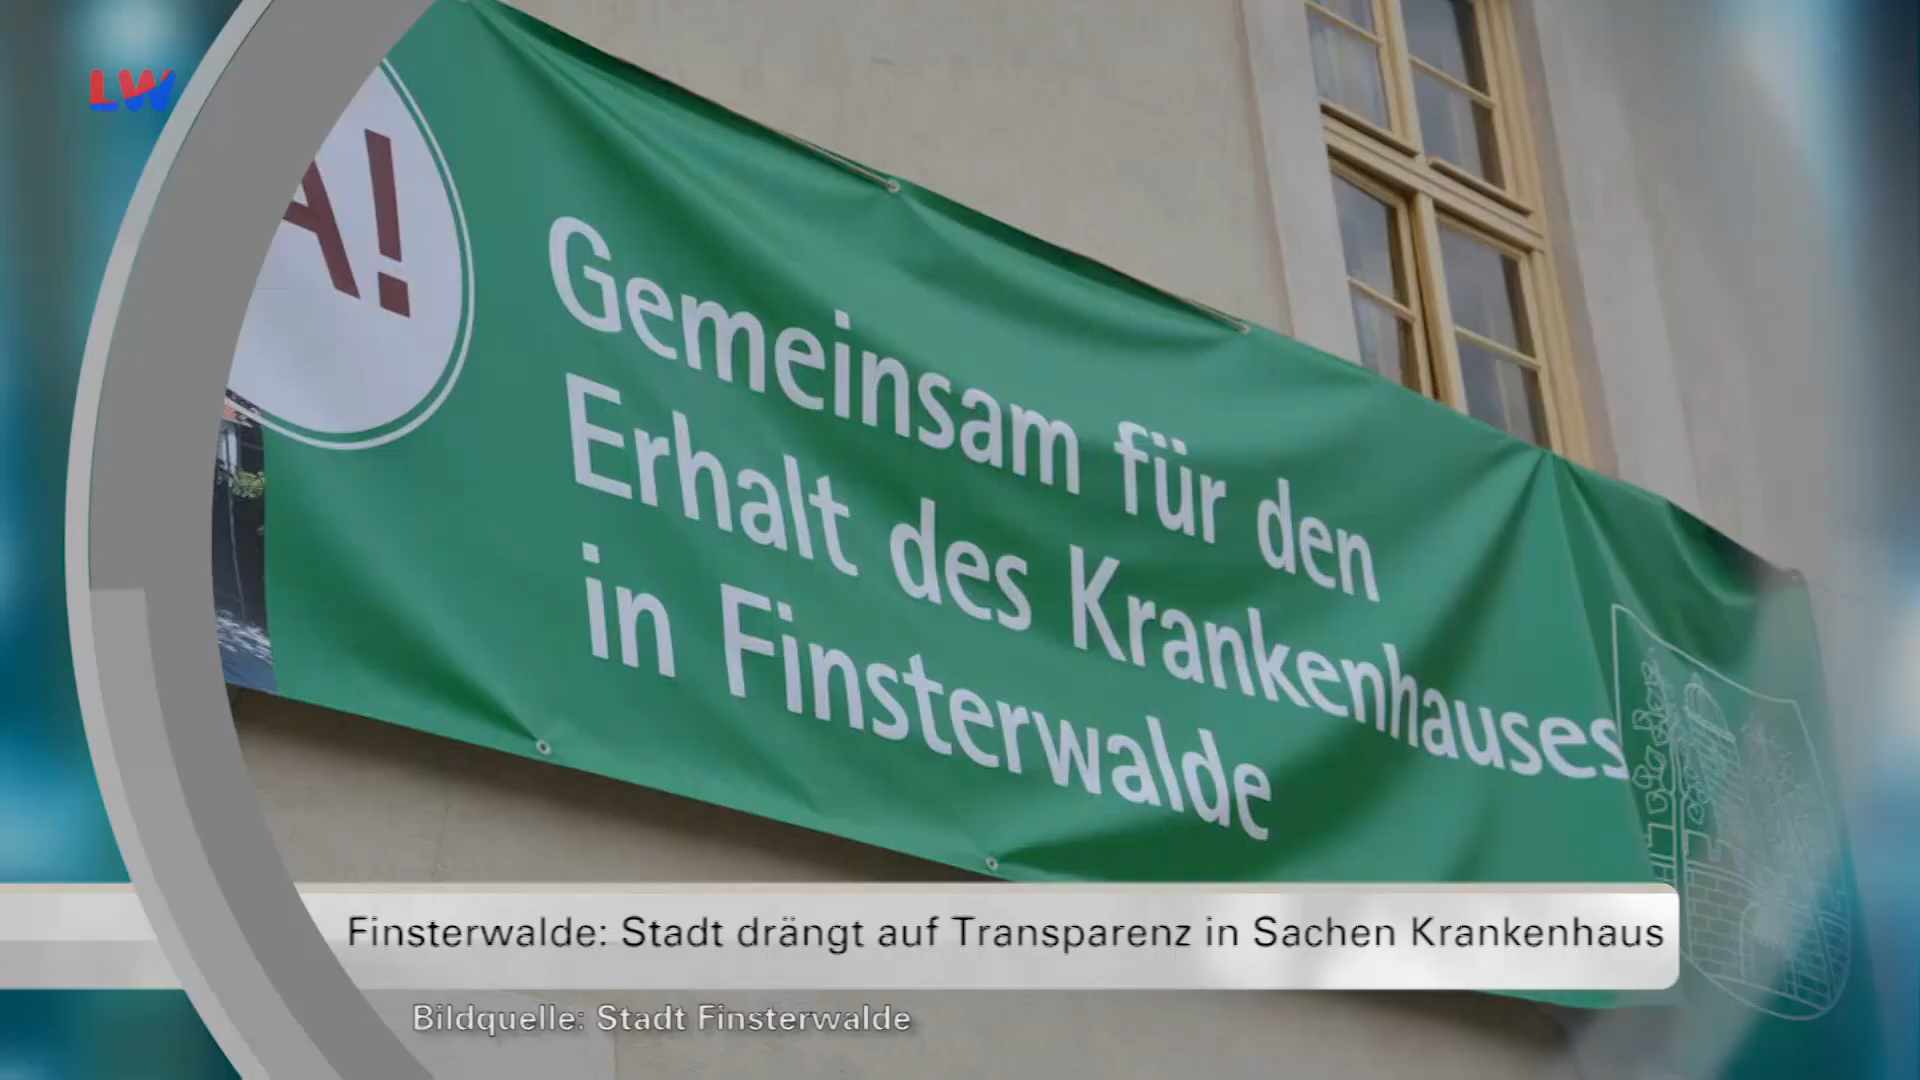 LW
A!
Gemeinsam für den
Erhalt des Krankenhauses
in Finsterwalde
Finsterwalde: Stadt drängt auf Transparenz in Sachen Krankenhaus
Bildquelle: Stadt Finsterwalde